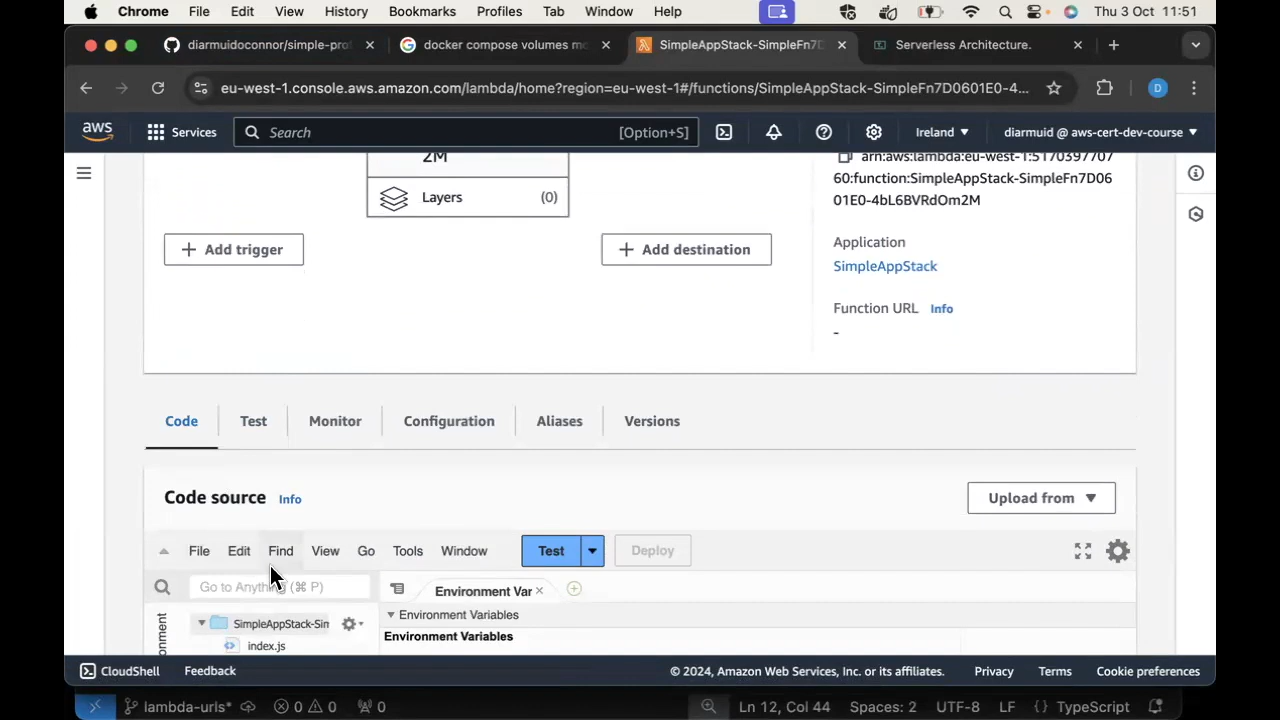 Chrome File Edit View History Bookmarks Profiles Tab Window Help Thu 3 Oct 11:51
diarmuidoconnor/simple-pro docker compose volumes m SimpleAppStack-SimpleFn7D Serverless Architecture.
eu-west-1.console.aws.amazon.com/lambda/home?region=eu-west-1#/functions/SimpleAppStack-SimpleFn7D0601E0-4... D
aws Services Search [Option+S] Ireland diarmuid @ aws-cert-dev-course
2M
Layers (0)
Add trigger
Add destination
arn:aws:lambda:eu-west-1:5170397707
60:function:SimpleAppStack-SimpleFn7D06
01E0-4bL6BVRdOm2M
Application
SimpleAppStack
Function URL Info
-
Code Test Monitor Configuration Aliases Versions
Code source Info Upload from
File Edit Find View Go Tools Window Test Deploy
Go to Anything (⌘ P) Environment Var
SimpleAppStack-Sim Environment Variables
index.js Environment Variables
CloudShell Feedback © 2024, Amazon Web Services, Inc. or its affiliates. Privacy Terms Cookie preferences
lambda-urls* 0 0 0 Ln 12, Col 44 Spaces: 2 UTF-8 LF {} TypeScript